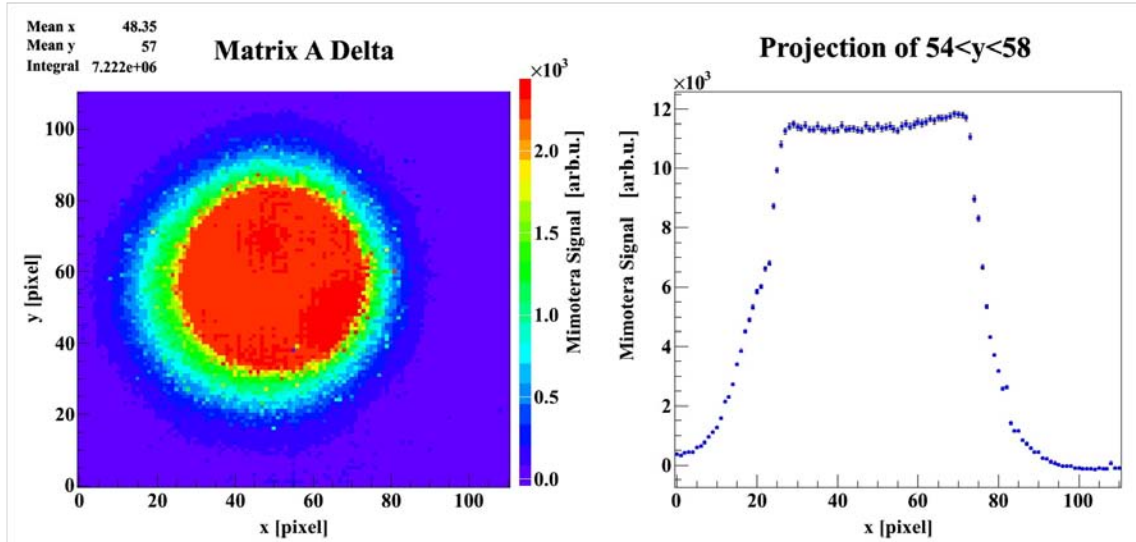 Mean x 48.35
Mean y 57
Integral 7.222e+06
Matrix A Delta
×10³
100
80
60
40
20
0
y [pixel]
0 20 40 60 80 100
x [pixel]
2.0
1.5
1.0
0.5
0.0
Mimotera Signal [arb.u.]
Projection of 54<y<58
×10³
12
10
8
6
4
2
0
Mimotera Signal [arb.u.]
0 20 40 60 80 100
x [pixel]